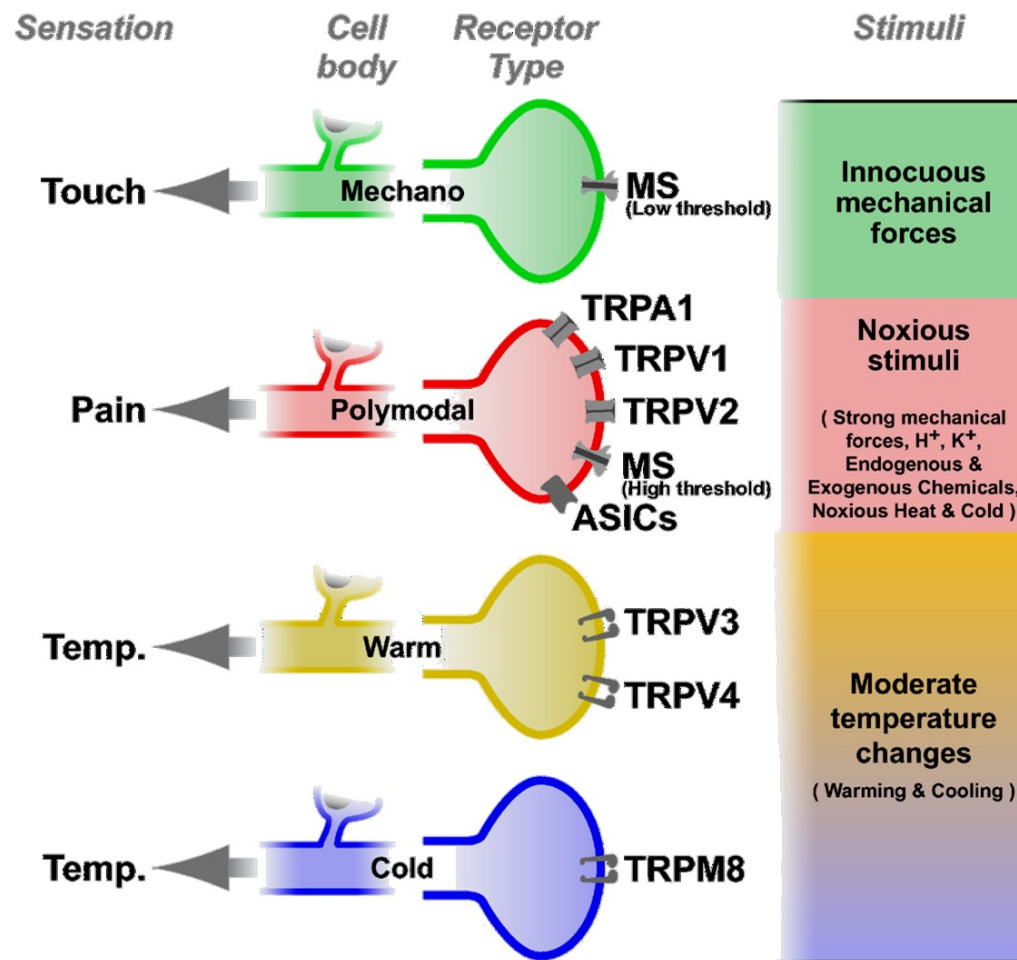 Sensation
Cell
body
Receptor
Type
Stimuli
Touch
Mechano
MS
(Low threshold)
Innocuous
mechanical
forces
Pain
Polymodal
TRPA1
TRPV1
TRPV2
MS
(High threshold)
ASICs
Noxious
stimuli
( Strong mechanical
forces, H+, K+,
Endogenous &
Exogenous Chemicals,
Noxious Heat & Cold )
Temp.
Warm
TRPV3
TRPV4
Moderate
temperature
changes
( Warming & Cooling )
Temp.
Cold
TRPM8